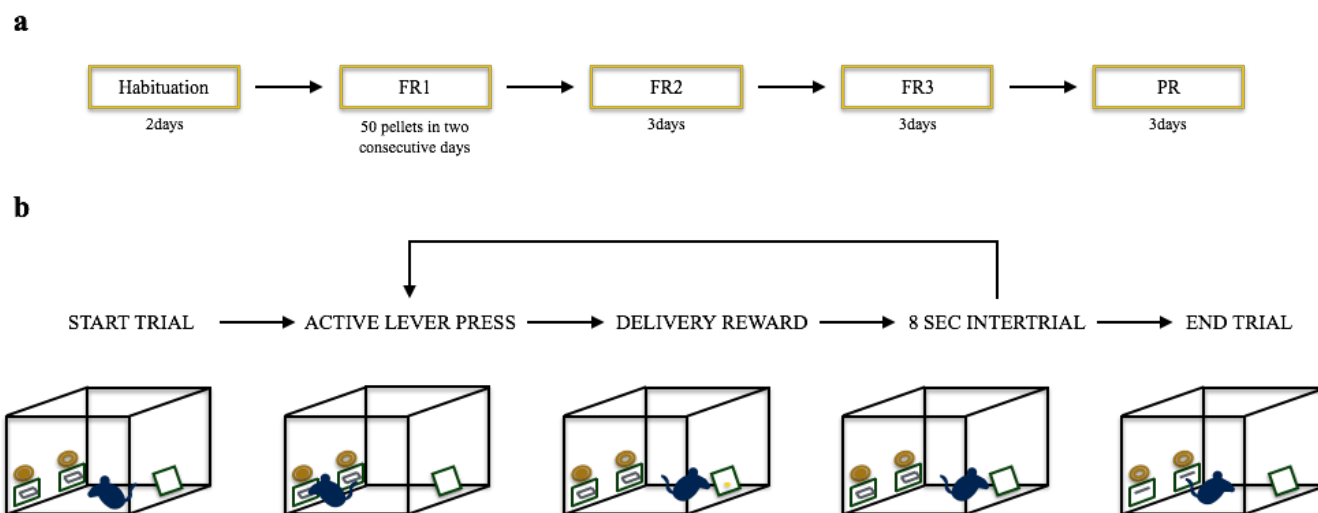 a
Habituation
FR1
FR2
FR3
PR
2days
50 pellets in two
consecutive days
3days
3days
3days
b
START TRIAL
ACTIVE LEVER PRESS
DELIVERY REWARD
8 SEC INTERTRIAL
END TRIAL